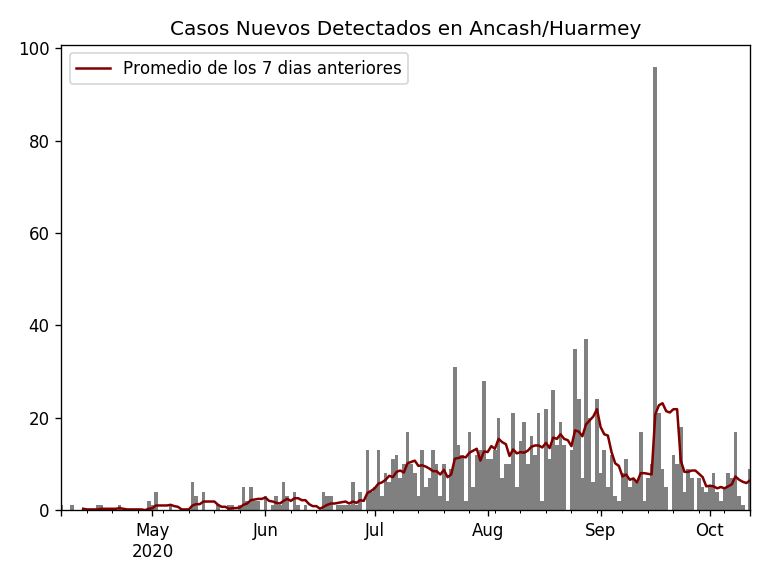 Casos Nuevos Detectados en Ancash/Huarmey
Promedio de los 7 dias anteriores
100
80
60
40
20
0
May Jun Jul Aug Sep Oct
2020